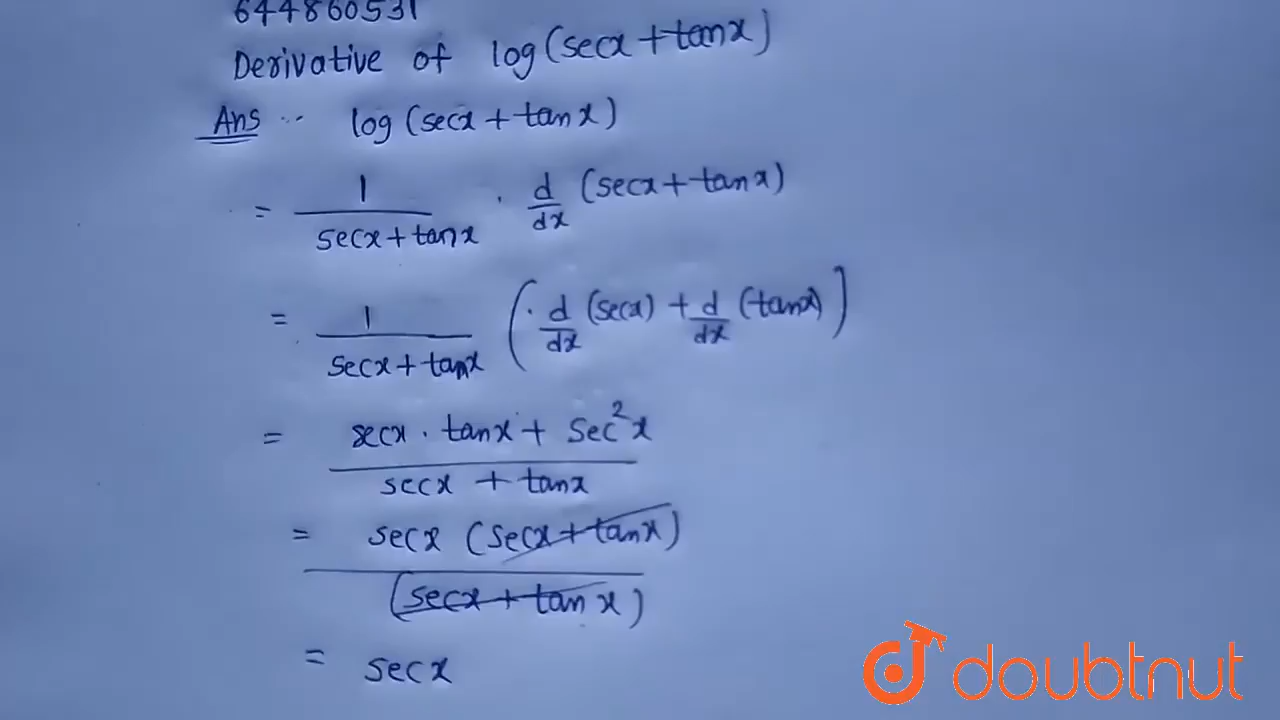 644860531
Derivative of log(secx+tanx)
Ans :- log(secx+tanx)
= 1/(secx+tanx) · d/dx (secx+tanx)
= 1/(secx+tanx) (· d/dx (secx) + d/dx (tanx))
= (secx · tanx + sec²x)/(secx + tanx)
= secx (secx+tanx)/(secx+tanx)
= secx
doubtnut